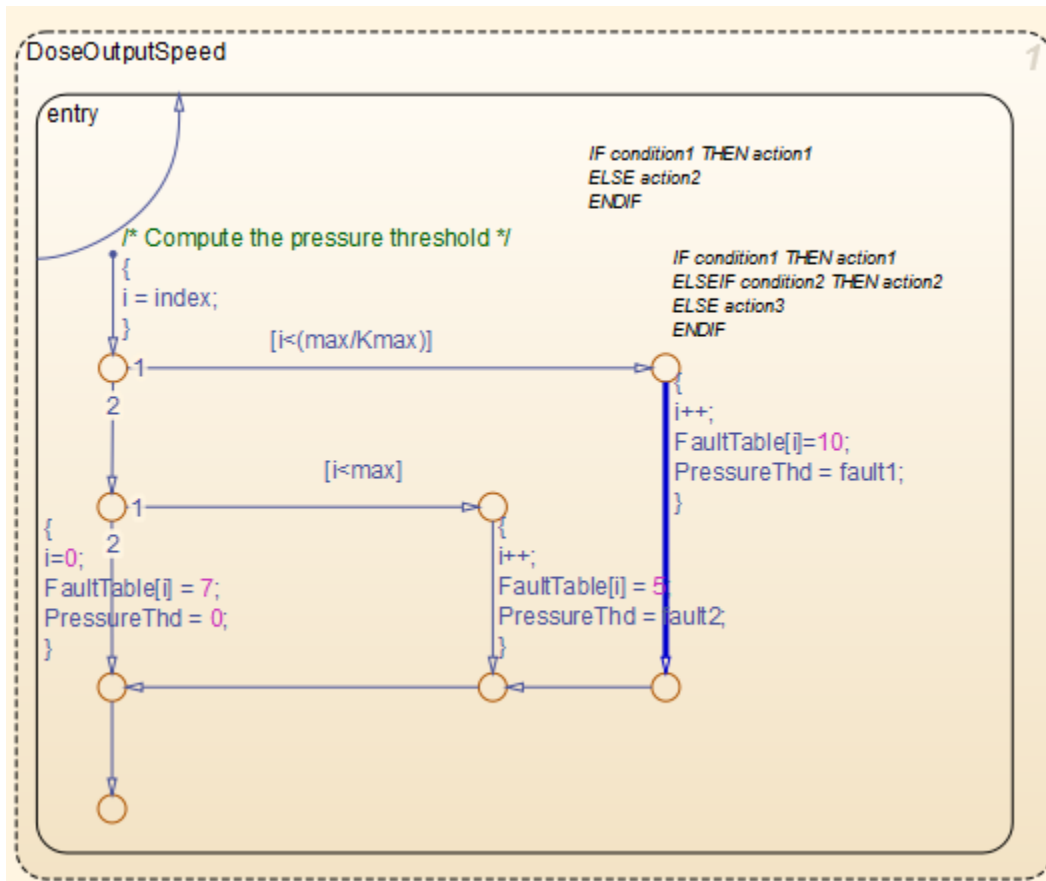 DoseOutputSpeed
1
entry
IF condition1 THEN action1
ELSE action2
ENDIF
/* Compute the pressure threshold */
{
i = index;
}
IF condition1 THEN action1
ELSEIF condition2 THEN action2
ELSE action3
ENDIF
[i<(max/Kmax)]
1
2
{
i++;
FaultTable[i]=10;
PressureThd = fault1;
}
[i<max]
1
2
{
i=0;
FaultTable[i] = 7;
PressureThd = 0;
}
{
i++;
FaultTable[i] = 5;
PressureThd = fault2;
}